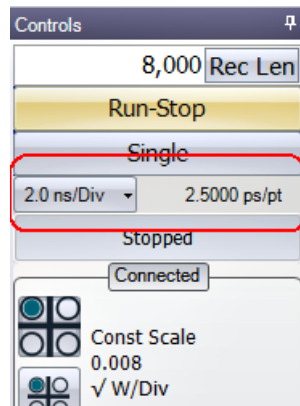 Controls
8,000 Rec Len
Run-Stop
Single
2.0 ns/Div 2.5000 ps/pt
Stopped
Connected
Const Scale
0.008
√ W/Div